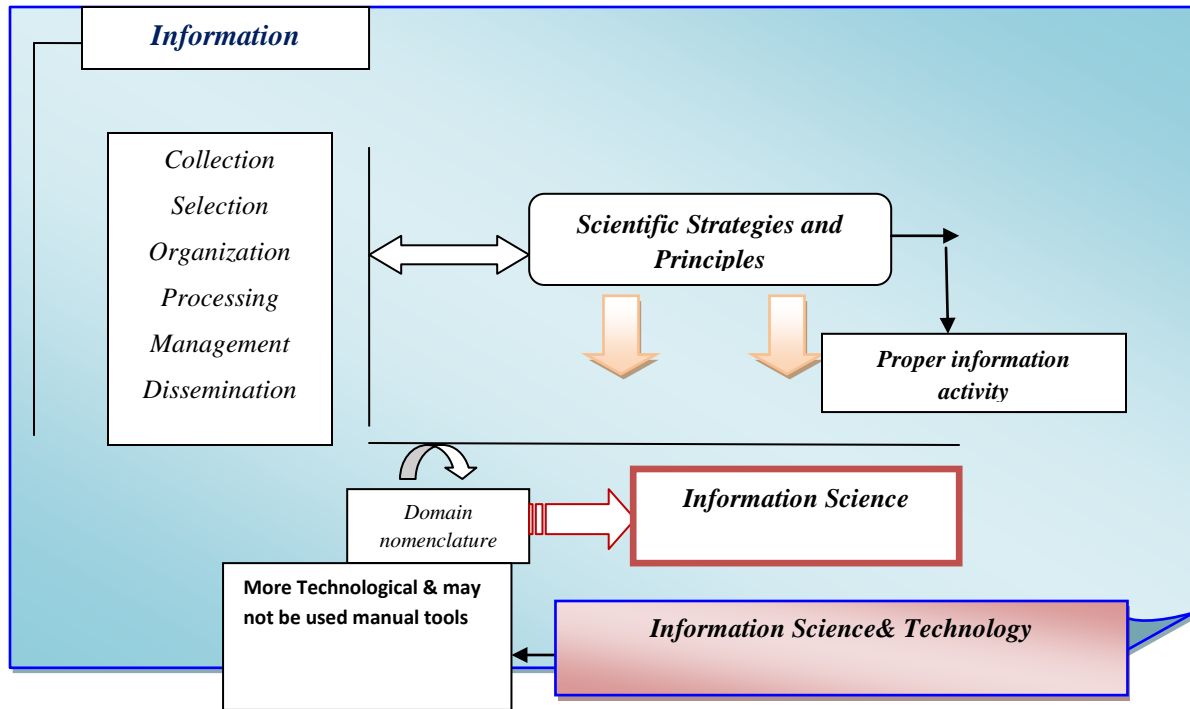 Information
Collection
Selection
Organization
Processing
Management
Dissemination
Scientific Strategies and
Principles
Proper information
activity
Domain
nomenclature
Information Science
More Technological & may
not be used manual tools
Information Science& Technology